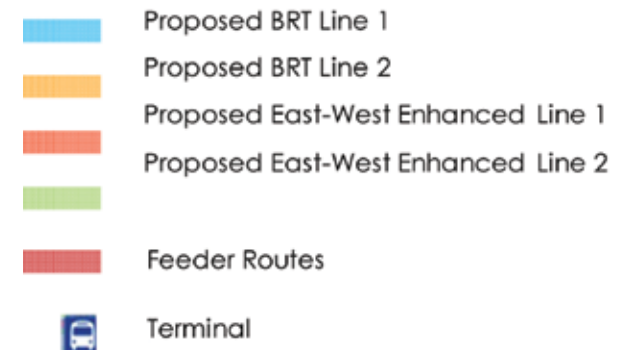 Proposed BRT Line 1
Proposed BRT Line 2
Proposed East-West Enhanced Line 1
Proposed East-West Enhanced Line 2
Feeder Routes
Terminal